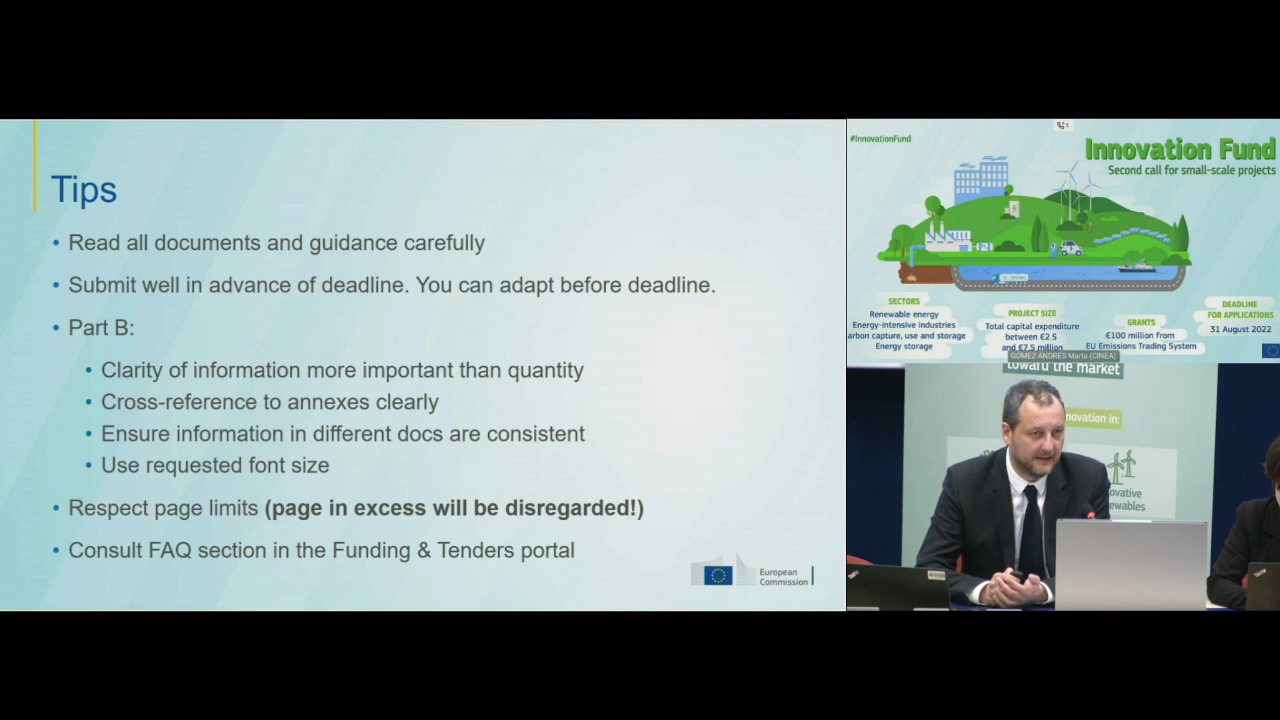 Tips
• Read all documents and guidance carefully
• Submit well in advance of deadline. You can adapt before deadline.
• Part B:
• Clarity of information more important than quantity
• Cross-reference to annexes clearly
• Ensure information in different docs are consistent
• Use requested font size
• Respect page limits (page in excess will be disregarded!)
• Consult FAQ section in the Funding & Tenders portal
European
Commission
#InnovationFund
Innovation Fund
Second call for small-scale projects
SECTORS
Renewable energy
Energy-intensive industries
arbon capture, use and storage
Energy storage
PROJECT SIZE
Total capital expenditure
between €2.5
and €7.5 million
GRANTS
€100 million from
EU Emissions Trading System
DEADLINE
FOR APPLICATIONS
31 August 2022
GOMEZ ANDRES Marta (CINEA)
toward the market
novation in:
novative
ewables